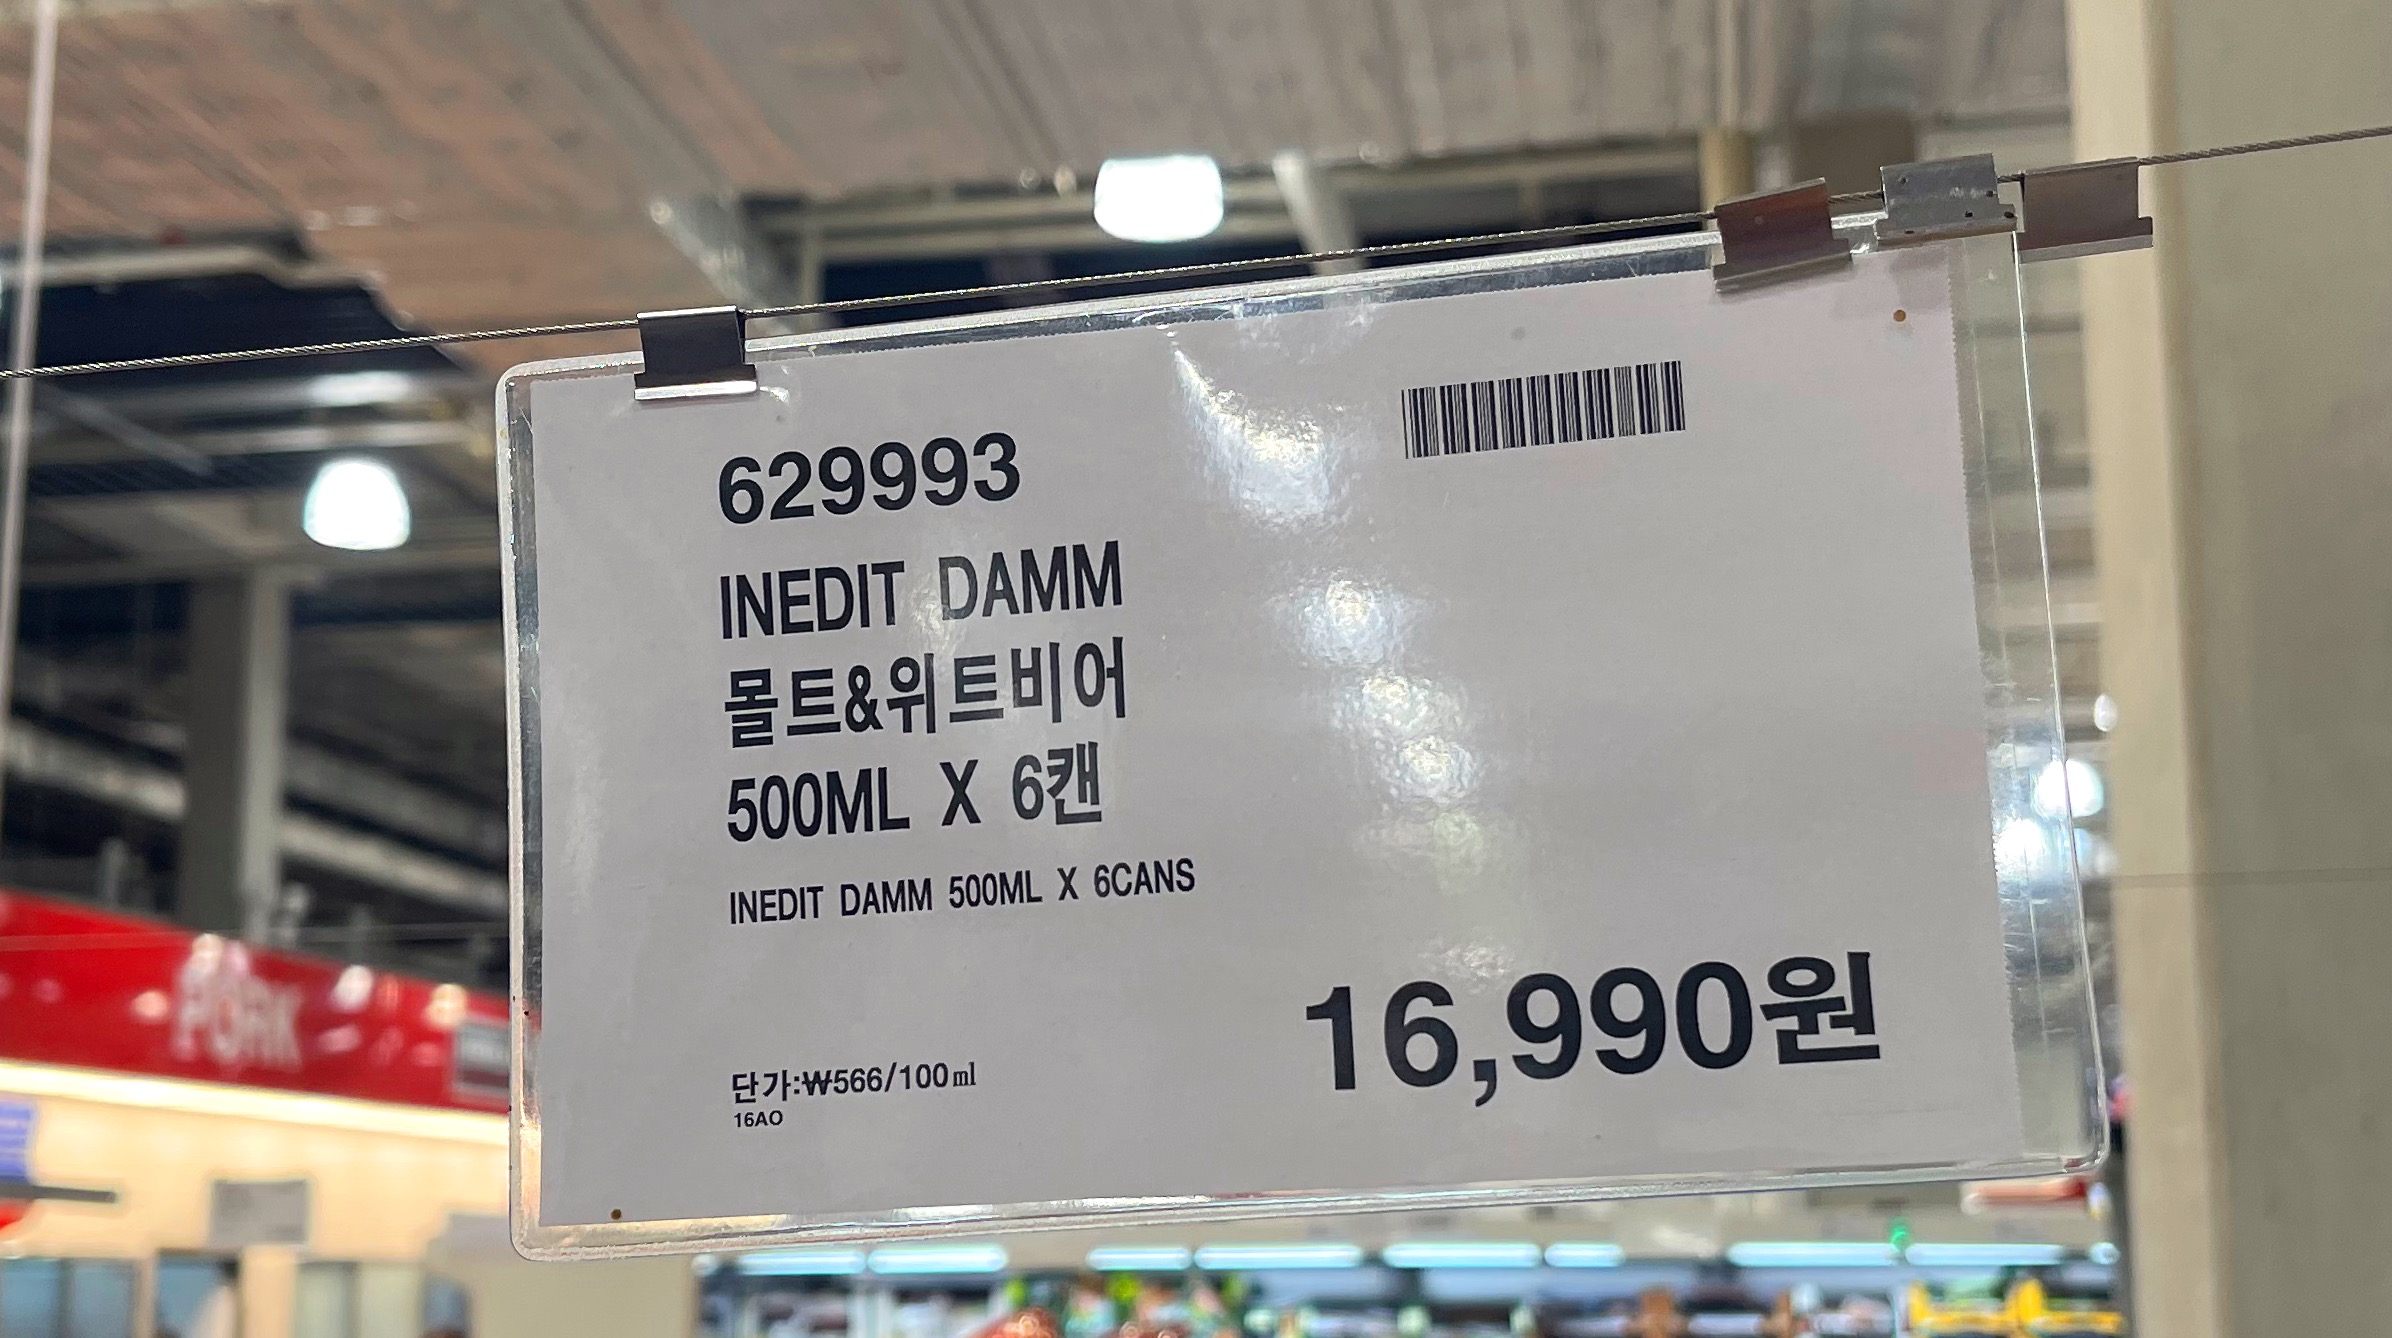 629993
INEDIT DAMM
몰트&위트비어
500ML X 6캔
INEDIT DAMM 500ML X 6CANS
16,990원
단가:₩566/100㎖
16AO
PORK